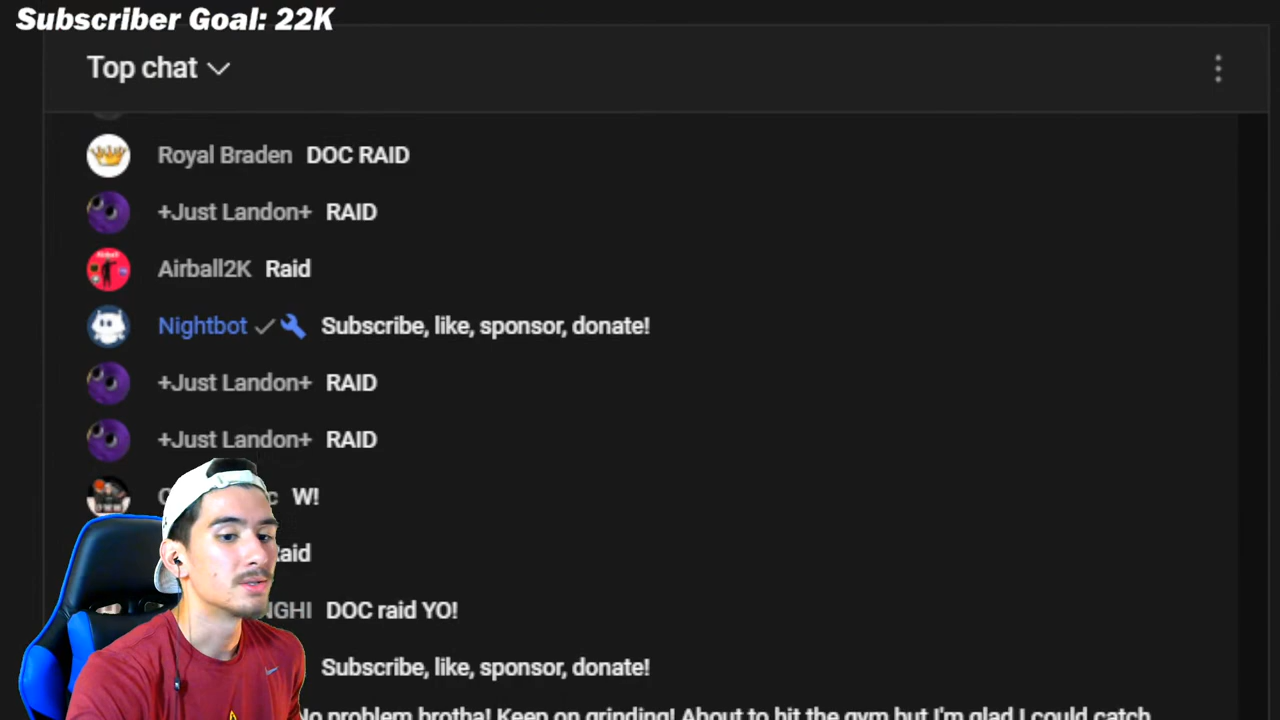 Subscriber Goal: 22K
Top chat
Royal Braden DOC RAID
+Just Landon+ RAID
Airball2K Raid
Nightbot Subscribe, like, sponsor, donate!
+Just Landon+ RAID
+Just Landon+ RAID
W!
Raid
DOC raid YO!
Subscribe, like, sponsor, donate!
No problem brotha! Keep on grinding! About to hit the gym but I'm glad I could catch